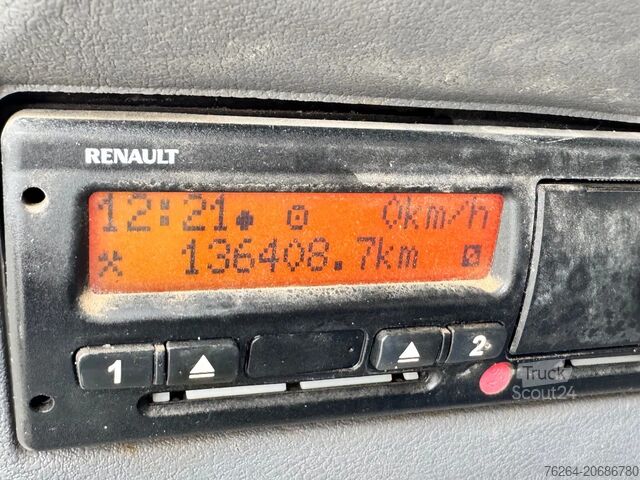 RENAULT
12:21 0km/h
136408.7km
1 2
Truck
Scout24
76264-20686780